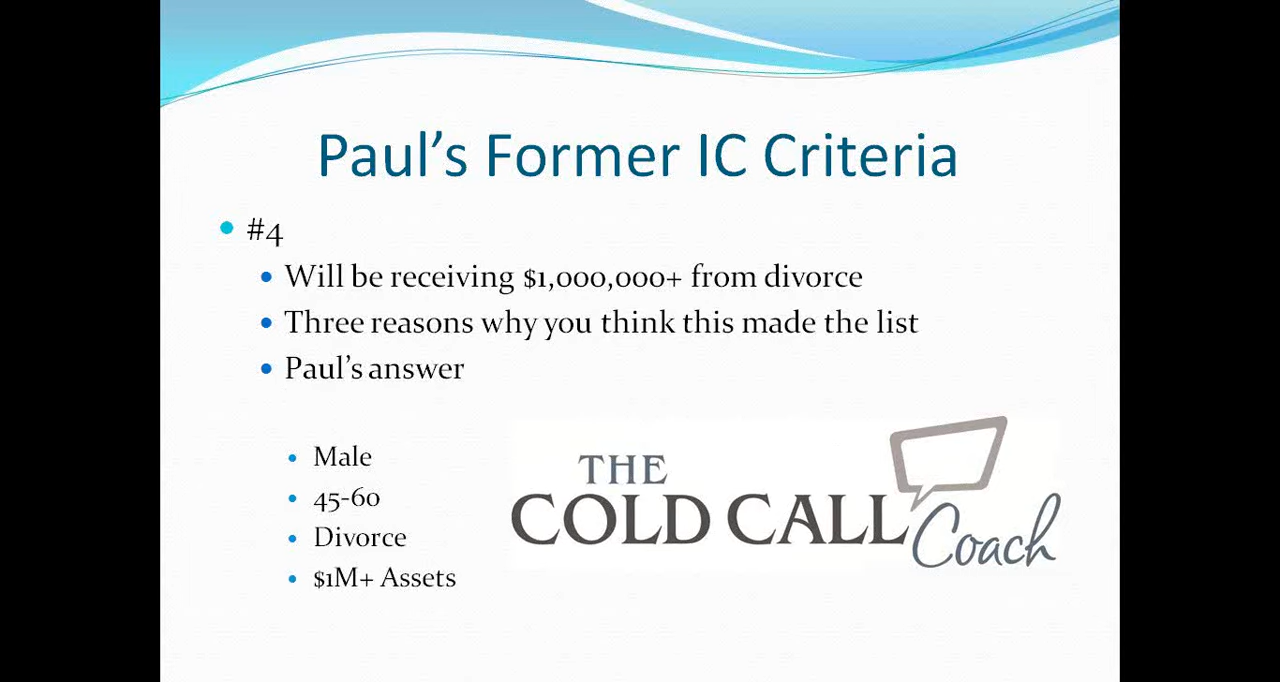 Paul’s Former IC Criteria
#4
Will be receiving $1,000,000+ from divorce
Three reasons why you think this made the list
Paul’s answer
Male
45-60
Divorce
$1M+ Assets
THE
COLD CALL
Coach